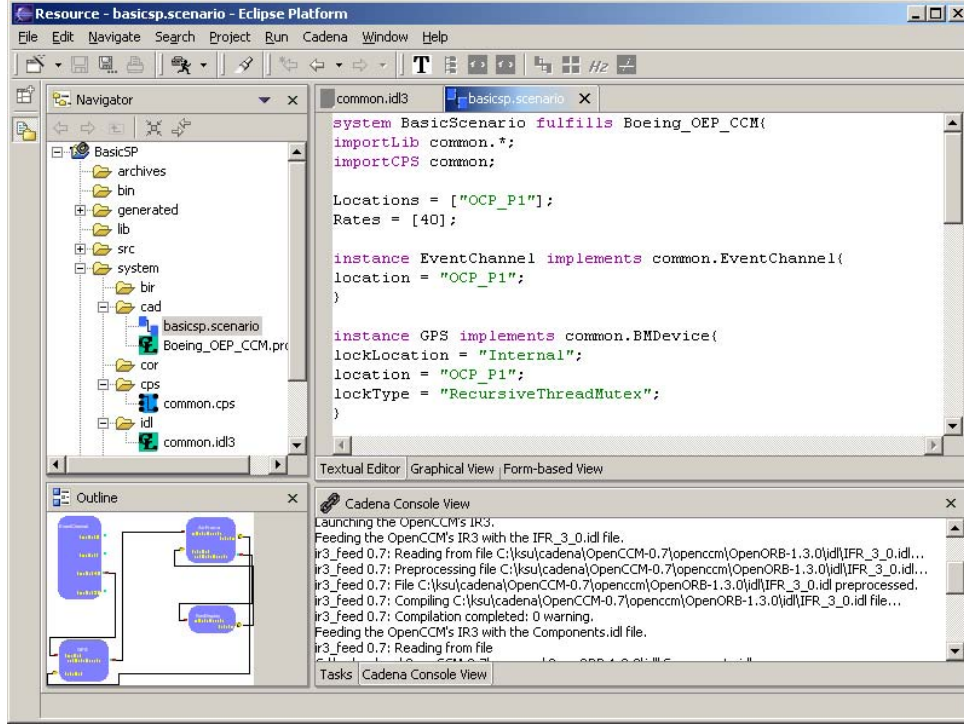 Resource - basicsp.scenario - Eclipse Platform
File Edit Navigate Search Project Run Cadena Window Help
T Hz
Navigator
BasicSP
archives
bin
generated
lib
src
system
bir
cad
basicsp.scenario
Boeing_OEP_CCM.pro
cor
cps
common.cps
idl
common.idl3
common.idl3 basicsp.scenario
system BasicScenario fulfills Boeing_OEP_CCM{
importLib common.*;
importCPS common;
Locations = ["OCP_P1"];
Rates = [40];
instance EventChannel implements common.EventChannel{
location = "OCP_P1";
}
instance GPS implements common.BMDevice{
lockLocation = "Internal";
location = "OCP_P1";
lockType = "RecursiveThreadMutex";
}
Textual Editor Graphical View Form-based View
Outline
EventChannel
AirFrame
GPS
Cadena Console View
Launching the OpenCCM's IR3.
Feeding the OpenCCM's IR3 with the IFR_3_0.idl file.
ir3_feed 0.7: Reading from file C:\ksu\cadena\OpenCCM-0.7\openccm\OpenORB-1.3.0\idl\IFR_3_0.idl...
ir3_feed 0.7: Preprocessing file C:\ksu\cadena\OpenCCM-0.7\openccm\OpenORB-1.3.0\idl\IFR_3_0.idl...
ir3_feed 0.7: File C:\ksu\cadena\OpenCCM-0.7\openccm\OpenORB-1.3.0\idl\IFR_3_0.idl preprocessed.
ir3_feed 0.7: Compiling C:\ksu\cadena\OpenCCM-0.7\openccm\OpenORB-1.3.0\idl\IFR_3_0.idl file...
ir3_feed 0.7: Compilation completed: 0 warning.
Feeding the OpenCCM's IR3 with the Components.idl file.
ir3_feed 0.7: Reading from file
Tasks Cadena Console View